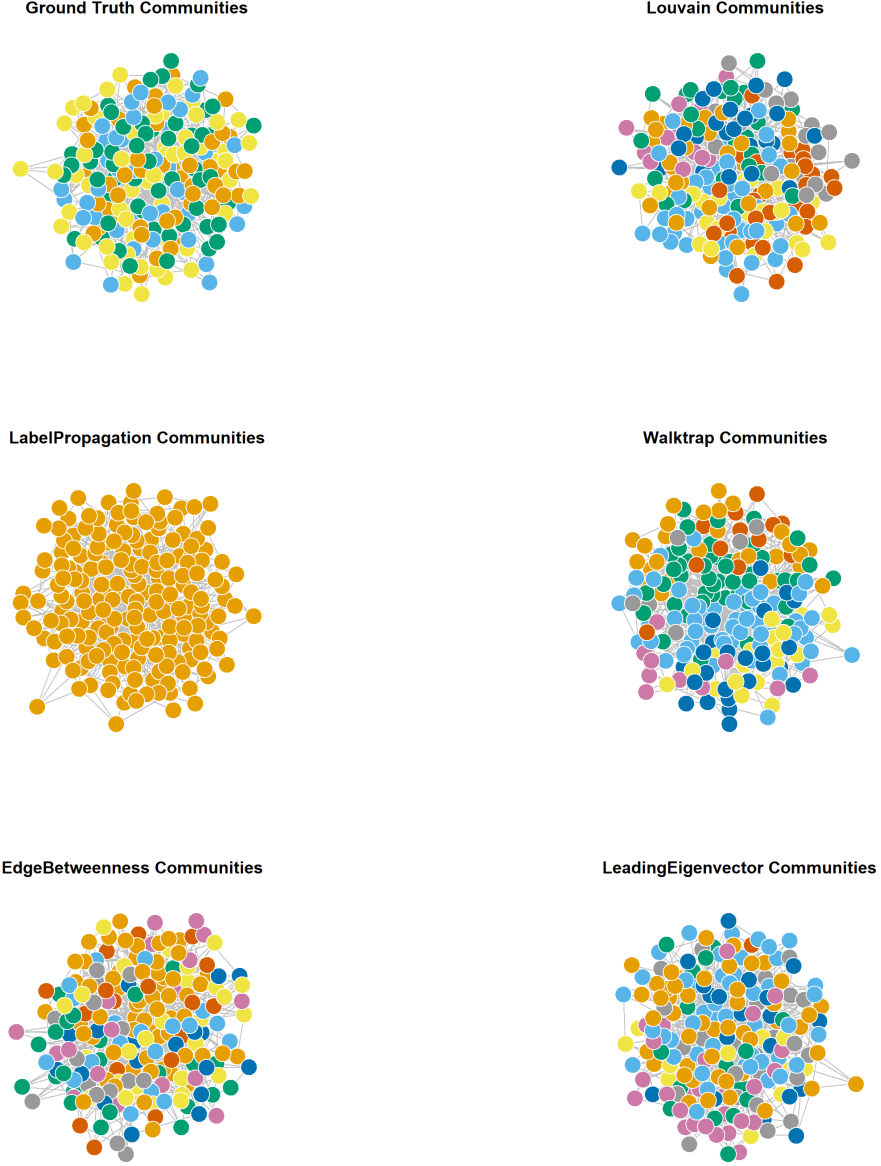 Ground Truth Communities
Louvain Communities
LabelPropagation Communities
Walktrap Communities
EdgeBetweenness Communities
LeadingEigenvector Communities